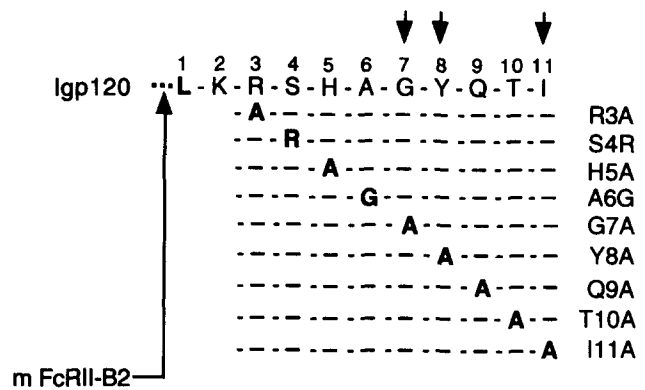 1 2 3 4 5 6 7 8 9 10 11
lgp120 ··· L - K - R - S - H - A - G - Y - Q - T - I
A R3A
R S4R
A H5A
G A6G
A G7A
A Y8A
A Q9A
A T10A
A I11A
m FcRII-B2